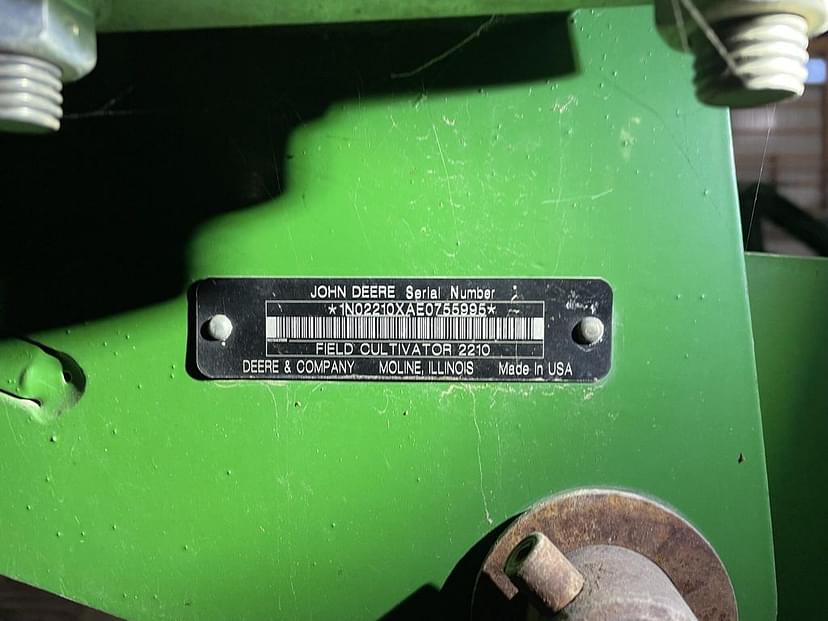 JOHN DEERE Serial Number
*1N02210XAE0755995*
FIELD CULTIVATOR 2210
DEERE & COMPANY MOLINE, ILLINOIS Made in USA